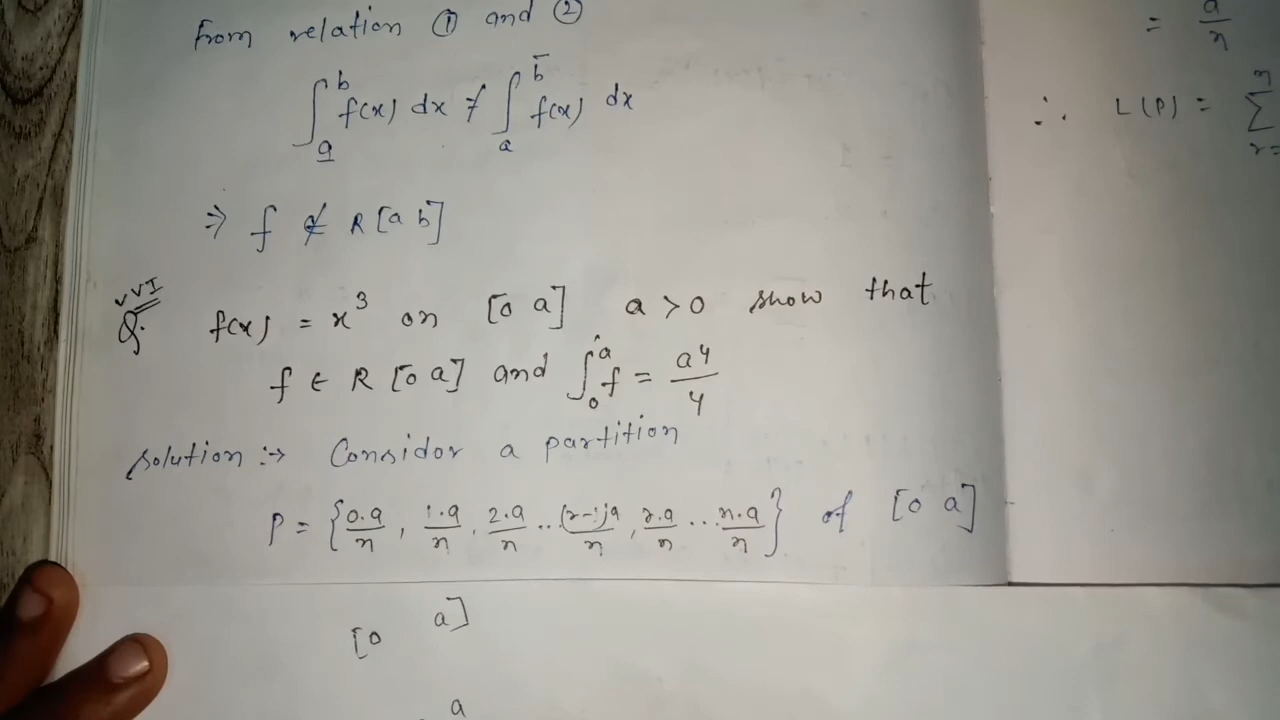 From relation ① and ②
∫_a̲^b f(x) dx ≠ ∫_a^b̄ f(x) dx
⇒ f ∉ R [a b]
VVI
Q. f(x) = x³ on [0 a] a > 0 show that
f ∈ R [0 a] and ∫₀^a f = a⁴/4
Solution :→ Consider a partition
P = {0.a/n, 1.a/n, 2.a/n .. (r-1)a/n, r.a/n ... n.a/n} of [0 a]
[0 a]
a
= a/n
∴ L(P) = Σ